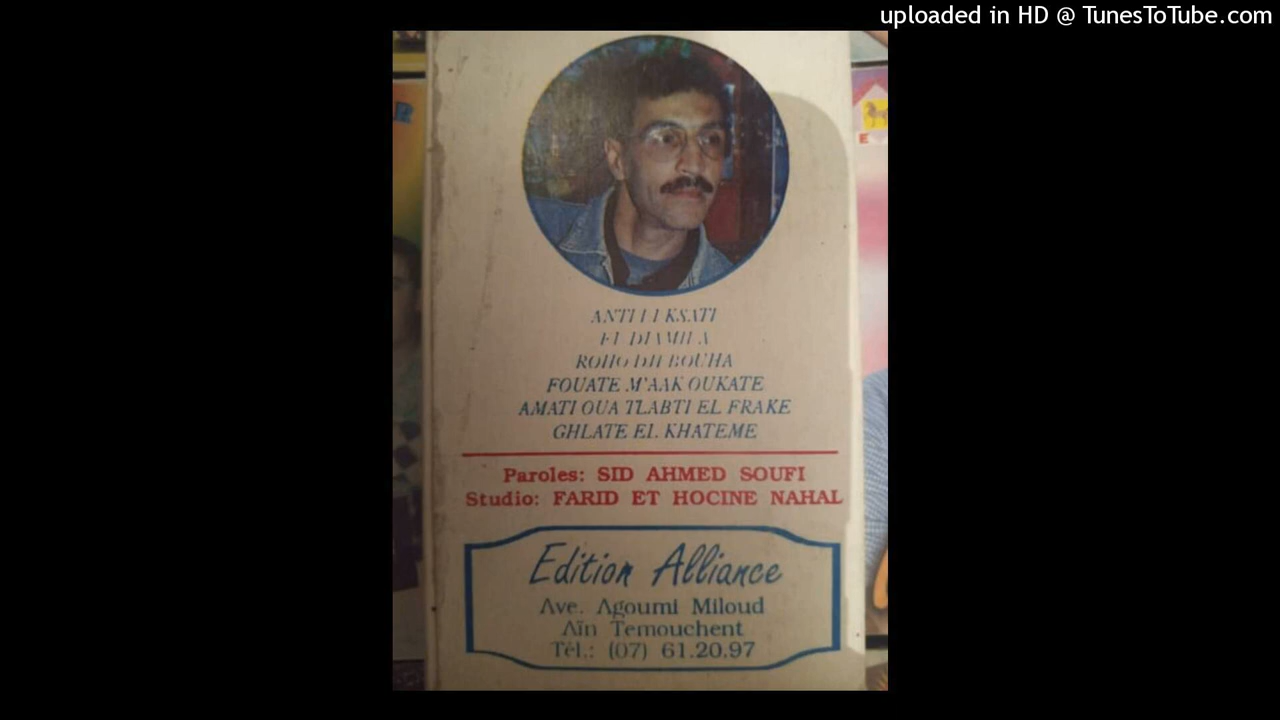 uploaded in HD @ TunesToTube.com
ANTI LI KSATI
EL DJAMILA
ROHO DJI BOUHA
FOUATE M'AAK OUKATE
AMATI OUA TLABTI EL FRAKE
GHLATE EL KHATEME
Paroles: SID AHMED SOUFI
Studio: FARID ET HOCINE NAHAL
Edition Alliance
Ave. Agoumi Miloud
Aïn Temouchent
Tél.: (07) 61.20.97